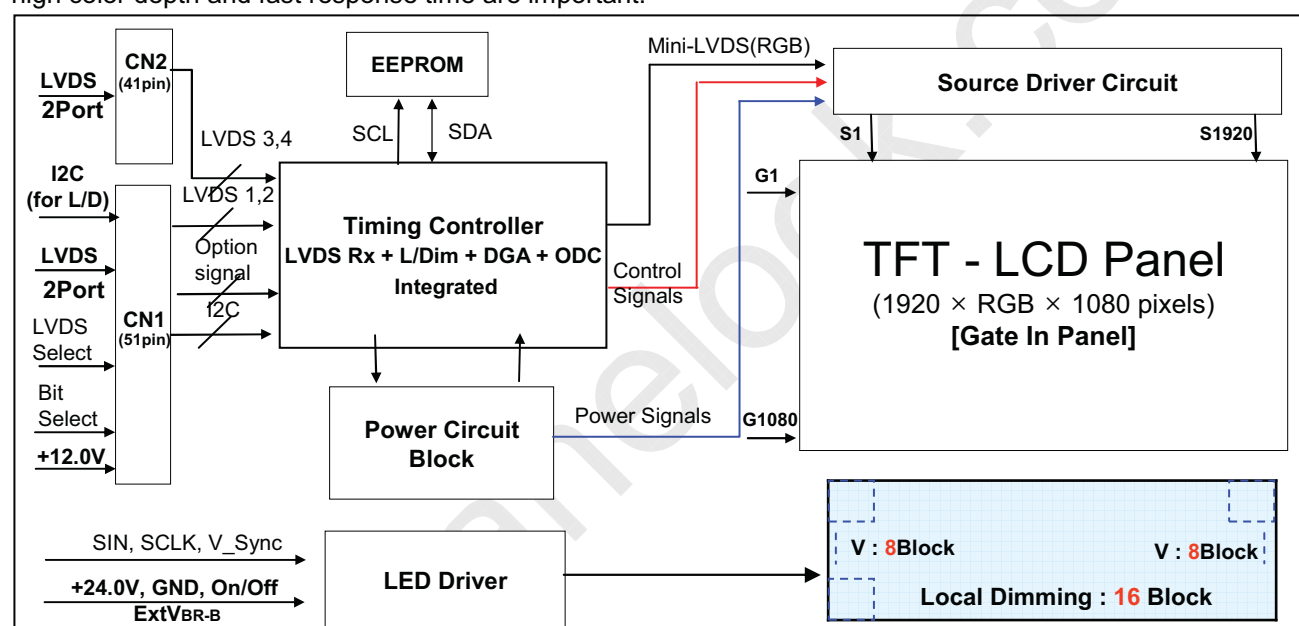 high color depth and fast response time are important.
CN2
(41pin)
LVDS
2Port
EEPROM
SCL
SDA
LVDS 3,4
Mini-LVDS(RGB)
Source Driver Circuit
S1
S1920
I2C
(for L/D)
LVDS
2Port
LVDS
Select
Bit
Select
+12.0V
CN1
(51pin)
LVDS 1,2
Option
signal
I2C
Timing Controller
LVDS Rx + L/Dim + DGA + ODC
Integrated
Control
Signals
G1
G1080
TFT - LCD Panel
(1920 × RGB × 1080 pixels)
[Gate In Panel]
Power Circuit
Block
Power Signals
SIN, SCLK, V_Sync
+24.0V, GND, On/Off
ExtVBR-B
LED Driver
V : 8Block
V : 8Block
Local Dimming : 16 Block